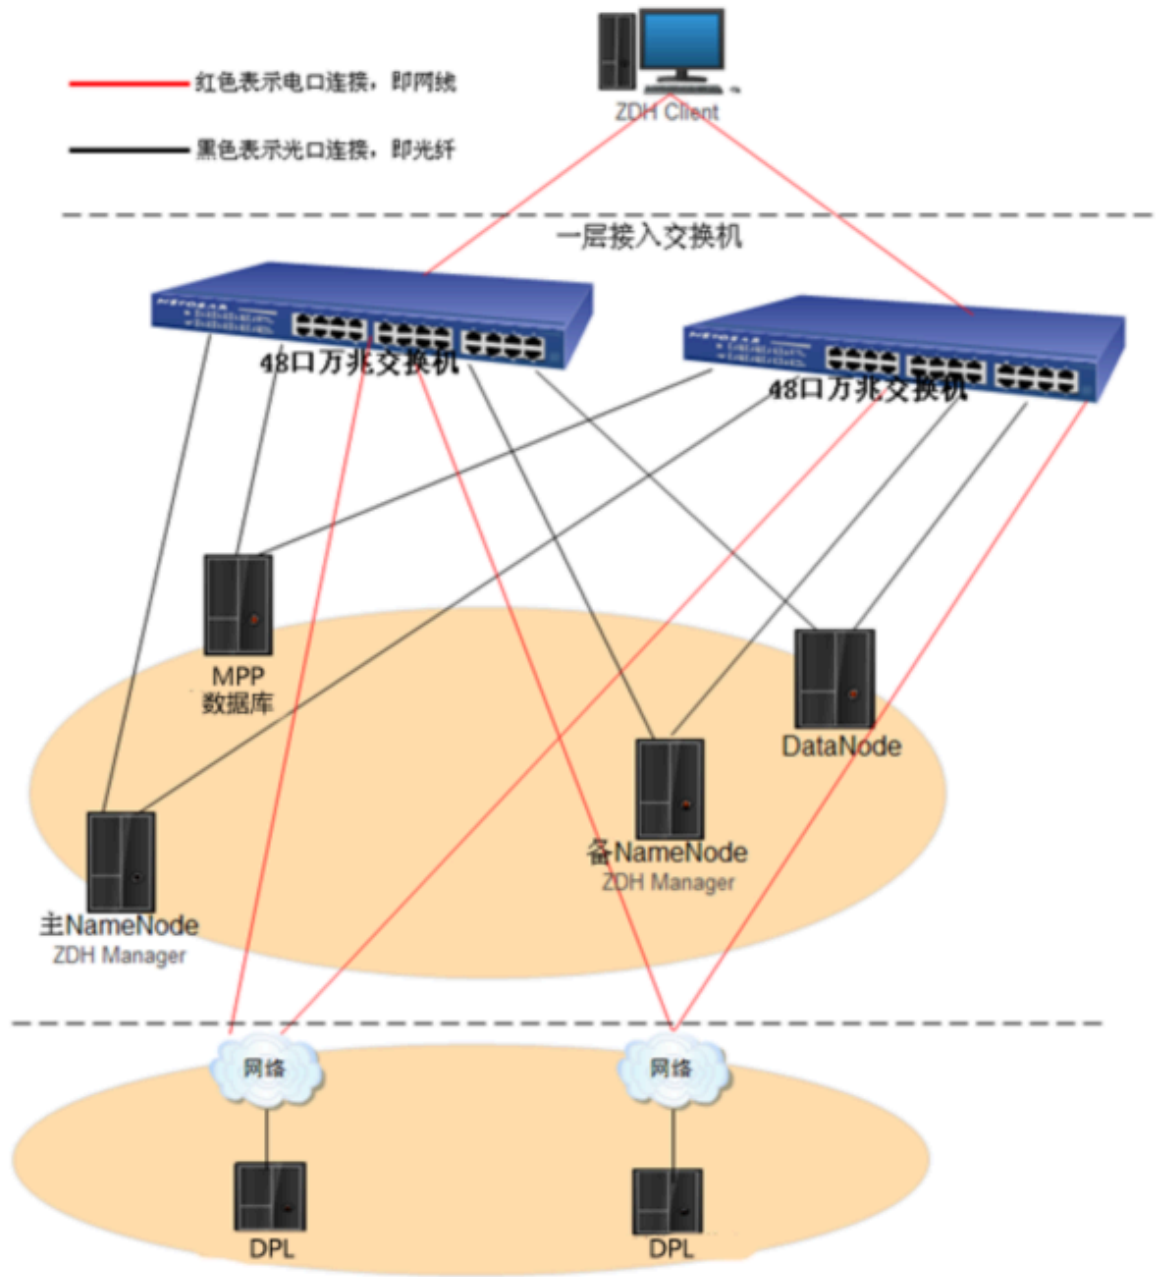 ZDH Client
红色表示电口连接，即网线
黑色表示光口连接，即光纤
一层接入交换机
NETGEAR
NETGEAR
48口万兆交换机
48口万兆交换机
MPP
数据库
DataNode
备NameNode
ZDH Manager
主NameNode
ZDH Manager
网络
网络
DPL
DPL